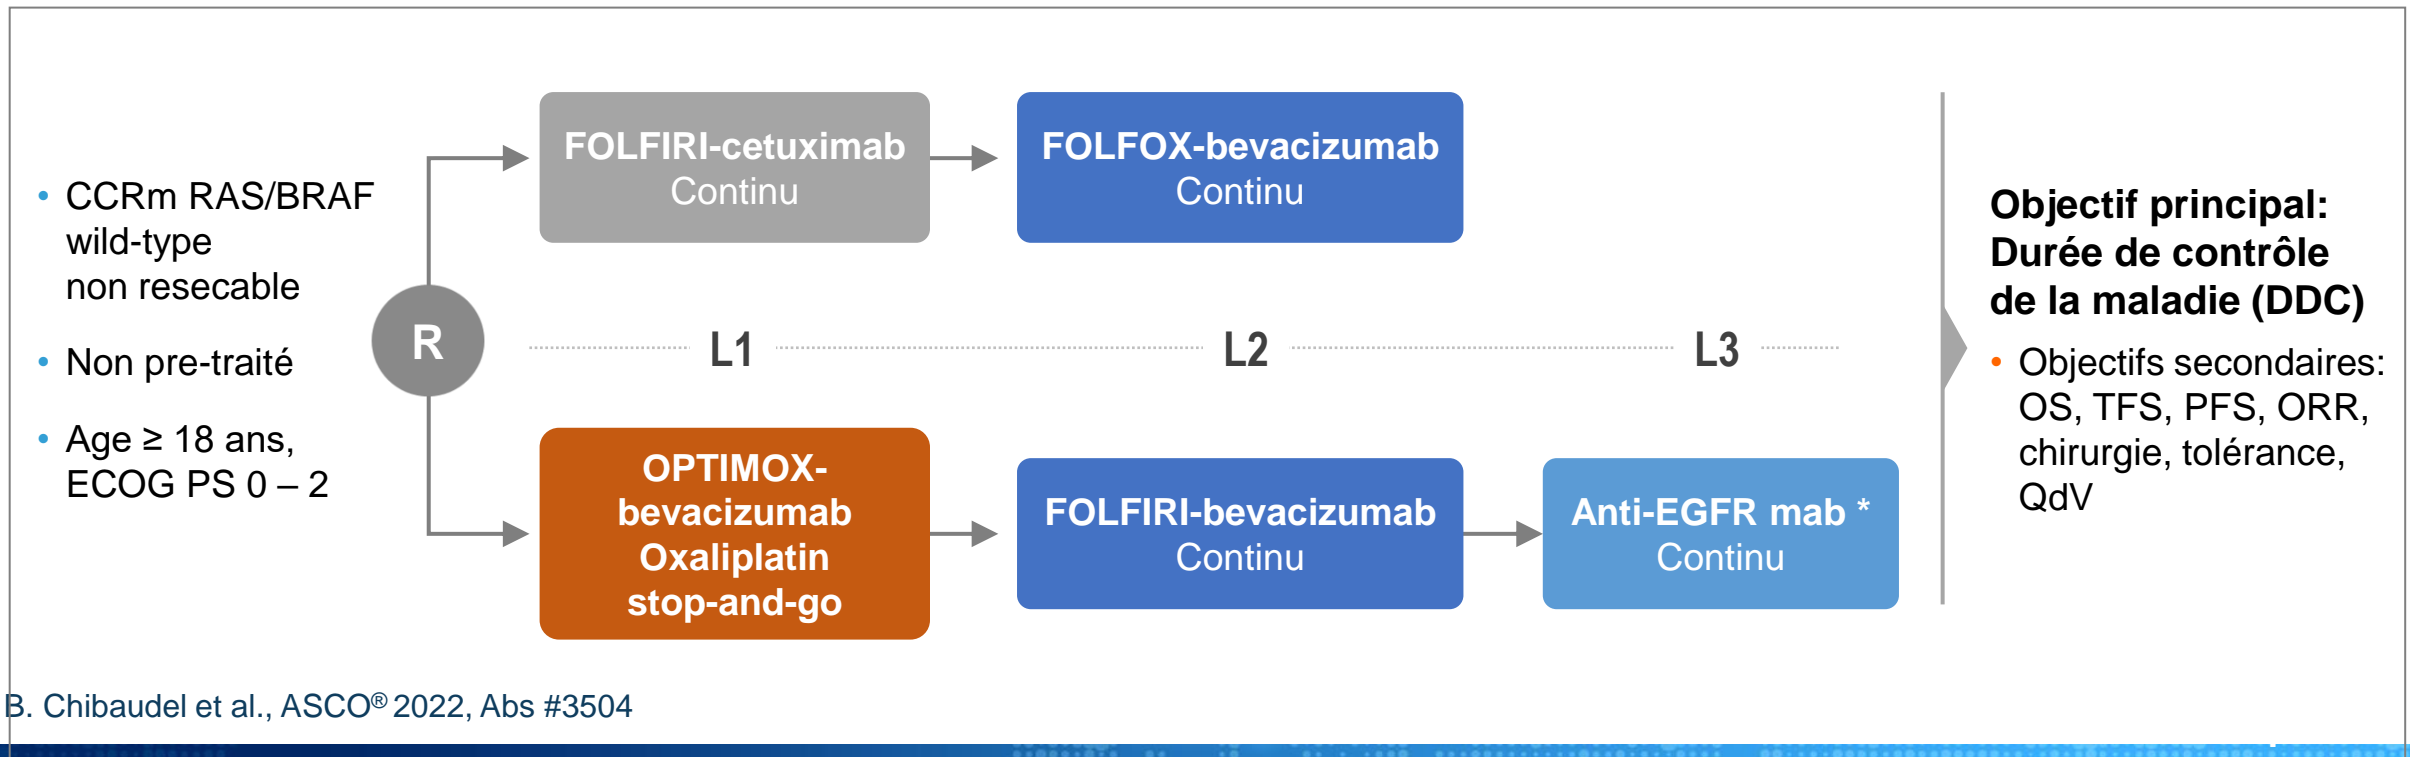 • CCRm RAS/BRAF
wild-type
non resecable
• Non pre-traité
• Age ≥ 18 ans,
ECOG PS 0 – 2
R
FOLFIRI-cetuximab
Continu
FOLFOX-bevacizumab
Continu
L1
L2
L3
OPTIMOX-
bevacizumab
Oxaliplatin
stop-and-go
FOLFIRI-bevacizumab
Continu
Anti-EGFR mab *
Continu
Objectif principal:
Durée de contrôle
de la maladie (DDC)
• Objectifs secondaires:
OS, TFS, PFS, ORR,
chirurgie, tolérance,
QdV
B. Chibaudel et al., ASCO® 2022, Abs #3504